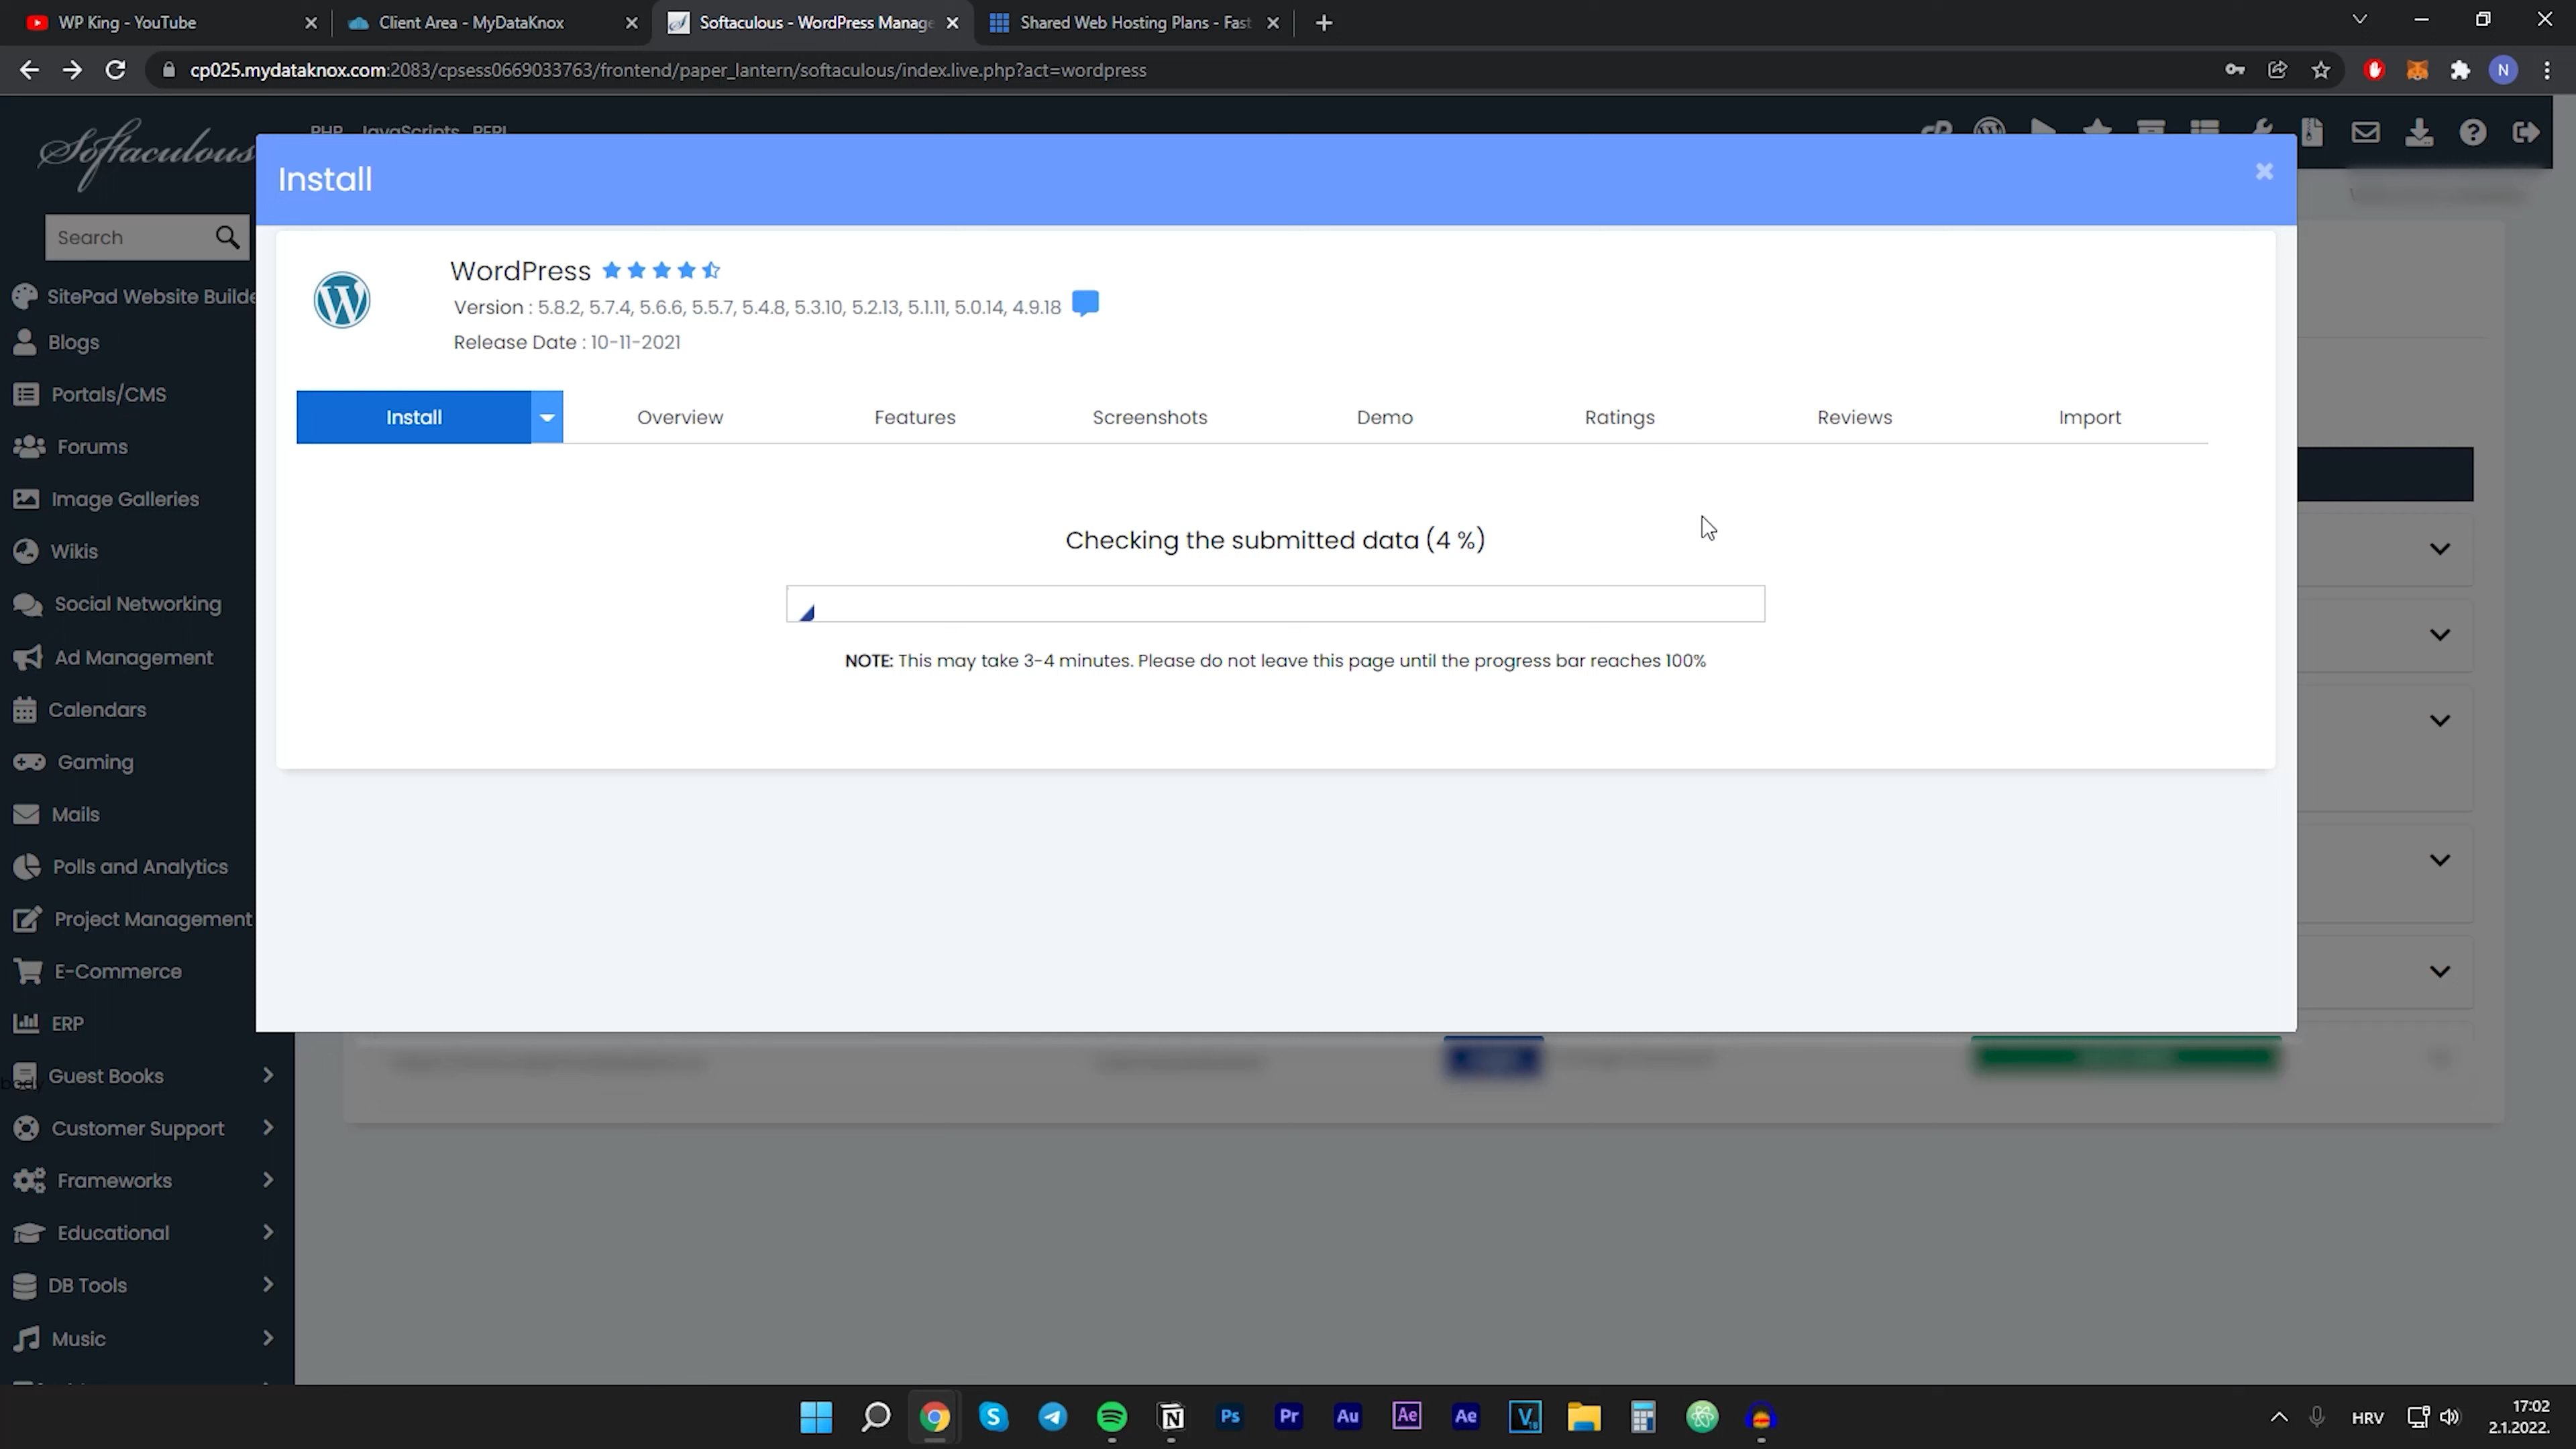 WP King - YouTube
Client Area - MyDataKnox
Softaculous - WordPress Manage
Shared Web Hosting Plans - Fast
cp025.mydataknox.com:2083/cpsess0669033763/frontend/paper_lantern/softaculous/index.live.php?act=wordpress
N
Softaculous
PHP JavaScripts PERL
Install
Search
SitePad Website Builde
Blogs
Portals/CMS
Forums
Image Galleries
Wikis
Social Networking
Ad Management
Calendars
Gaming
Mails
Polls and Analytics
Project Management
E-Commerce
ERP
Guest Books
body
Customer Support
Frameworks
Educational
DB Tools
Music
WordPress
Version : 5.8.2, 5.7.4, 5.6.6, 5.5.7, 5.4.8, 5.3.10, 5.2.13, 5.1.11, 5.0.14, 4.9.18
Release Date : 10-11-2021
Install Overview Features Screenshots Demo Ratings Reviews Import
Checking the submitted data (4 %)
NOTE: This may take 3-4 minutes. Please do not leave this page until the progress bar reaches 100%
Ps Pr Au Ae Ae
HRV
17:02
2.1.2022.